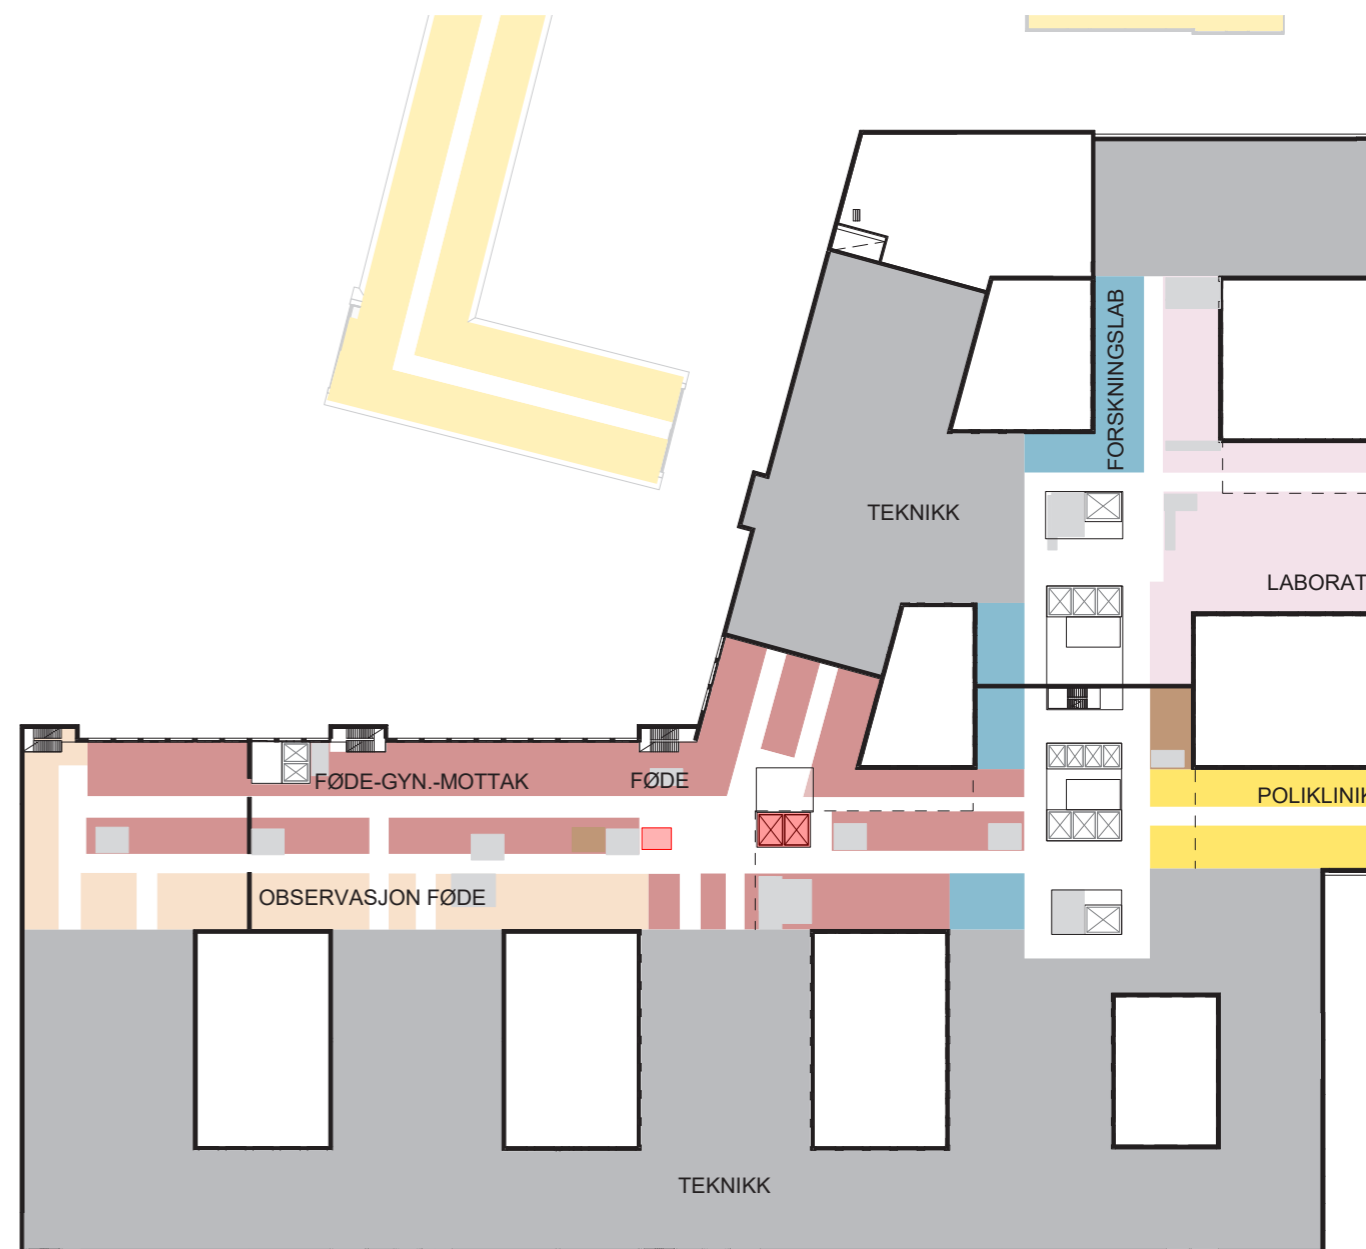 FORSKNINGSLAB
TEKNIKK
LABORAT
FØDE-GYN.-MOTTAK
FØDE
POLIKLINIK
OBSERVASJON FØDE
TEKNIKK